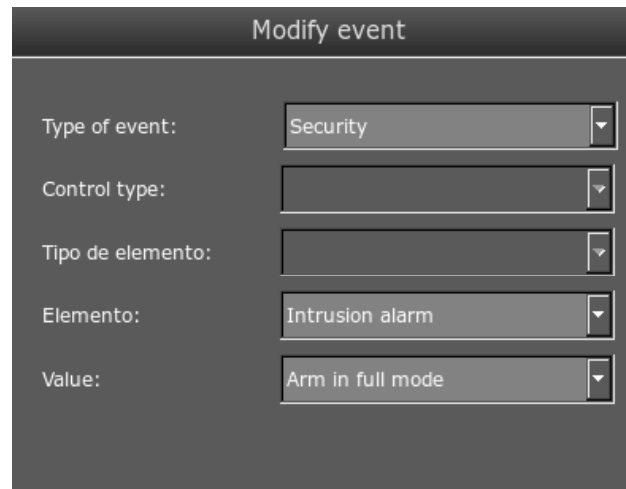 Modify event
Type of event: Security
Control type:
Tipo de elemento:
Elemento: Intrusion alarm
Value: Arm in full mode